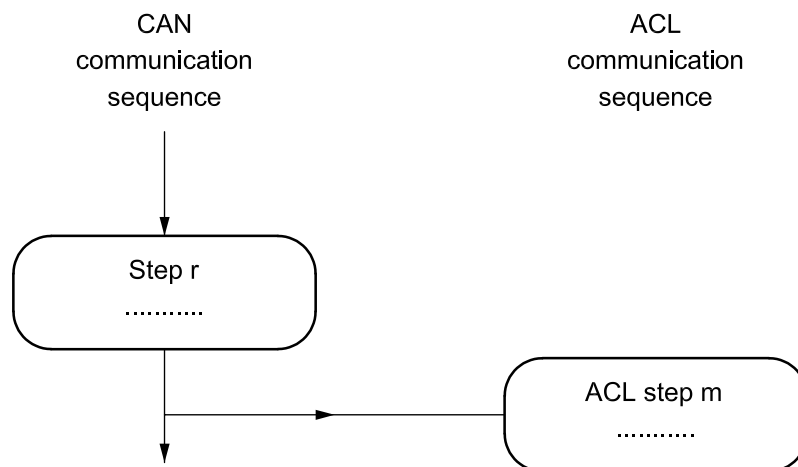 CAN
communication
sequence
ACL
communication
sequence
Step r
...........
ACL step m
...........